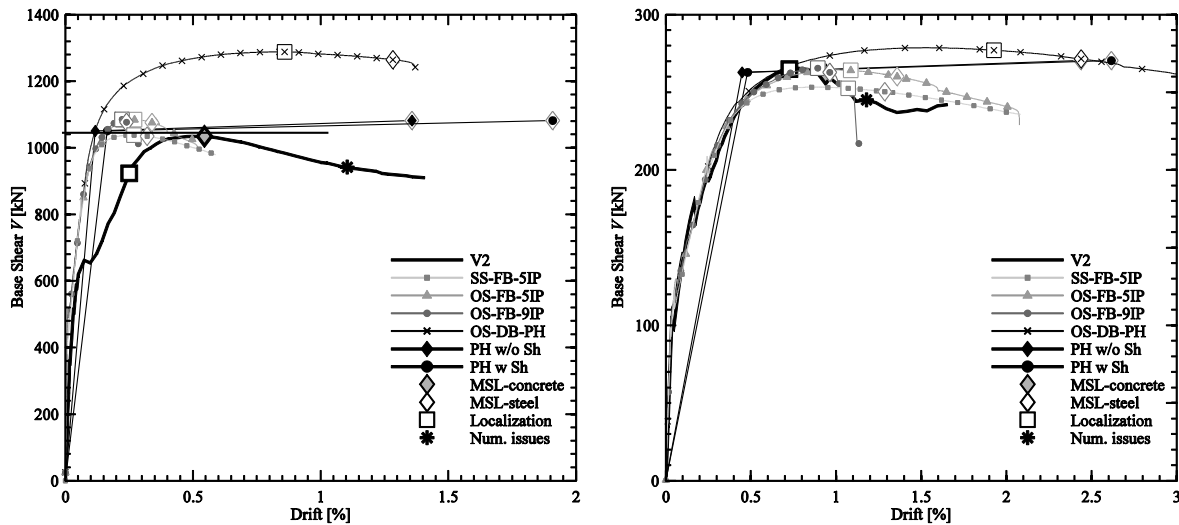 1400
1200
1000
800
600
400
200
0
Base Shear V [kN]
0 0.5 1 1.5 2
Drift [%]
V2
SS-FB-5IP
OS-FB-5IP
OS-FB-9IP
OS-DB-PH
PH w/o Sh
PH w Sh
MSL-concrete
MSL-steel
Localization
Num. issues
300
200
100
0
Base Shear V [kN]
0 0.5 1 1.5 2 2.5 3
Drift [%]
V2
SS-FB-5IP
OS-FB-5IP
OS-FB-9IP
OS-DB-PH
PH w/o Sh
PH w Sh
MSL-concrete
MSL-steel
Localization
Num. issues